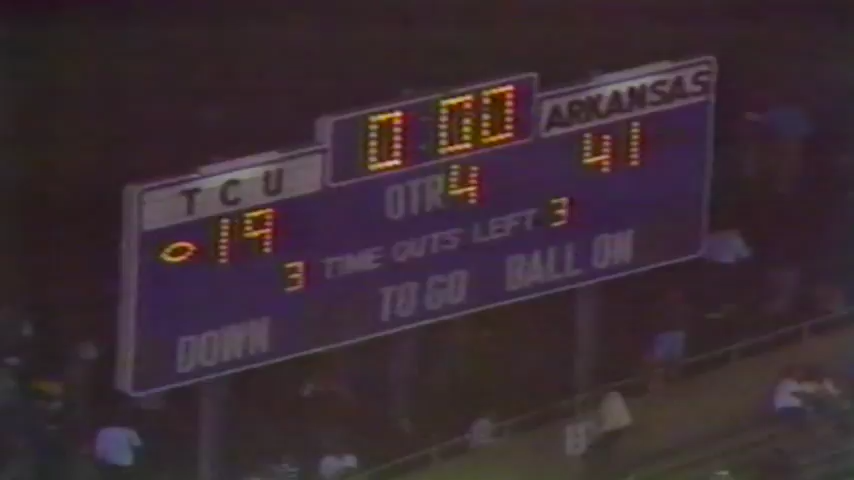 0:00
TCU ARKANSAS
19 QTR 4 41
3 TIME OUTS LEFT 3
DOWN TO GO BALL ON